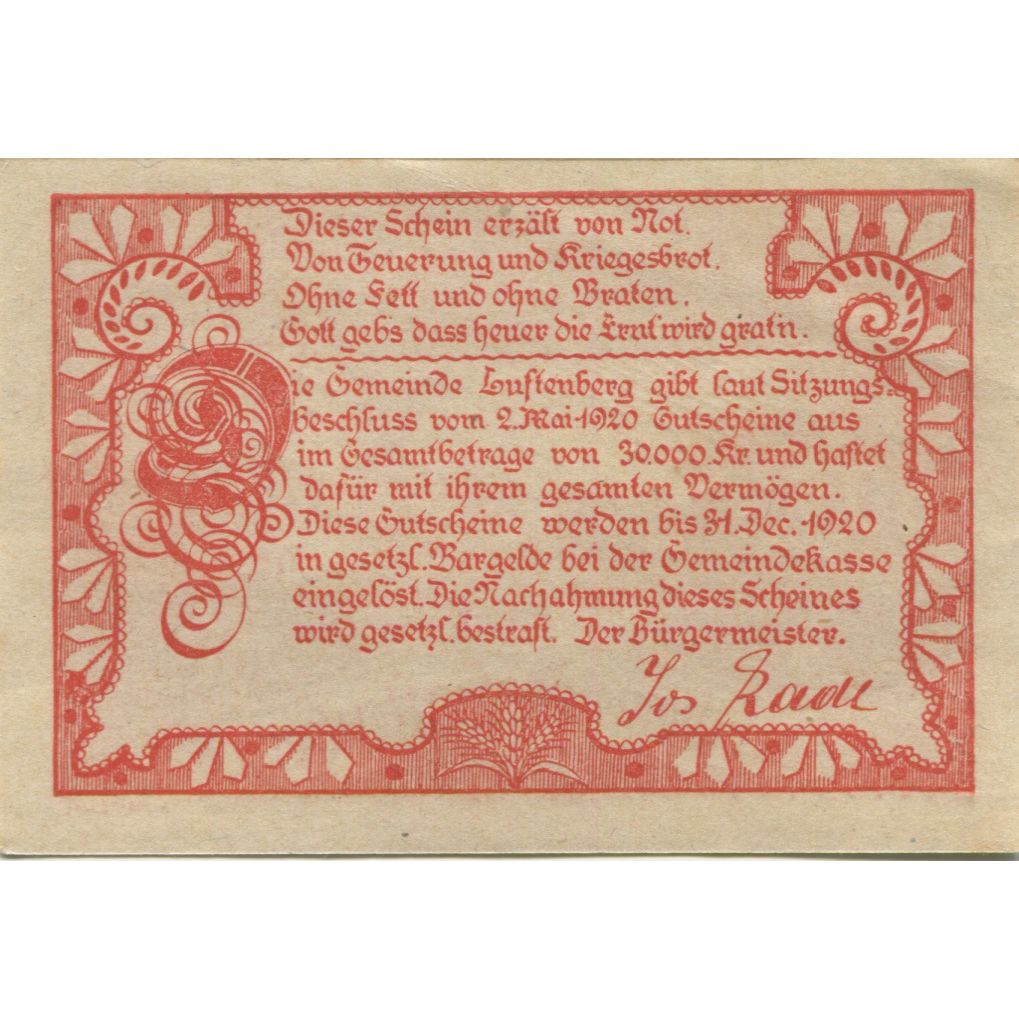 Dieser Schein erzält von Not.
Von Teuerung und Kriegesbrot.
Ohne Fett und ohne Braten.
Gott gebs dass heuer die Ernt wird grat'n.
Die Gemeinde Luftenberg gibt laut Sitzungs=
beschluss vom 2. Mai 1920 Gutscheine aus
im Gesamtbetrage von 30.000.Kr. und haftet
dafür mit ihrem gesamten Vermögen.
Diese Gutscheine werden bis 31. Dec. 1920
in gesetzl. Bargelde bei der Gemeindekasse
eingelöst. Die Nachahmung dieses Scheines
wird gesetzl. bestraft. Der Bürgermeister.
Jos